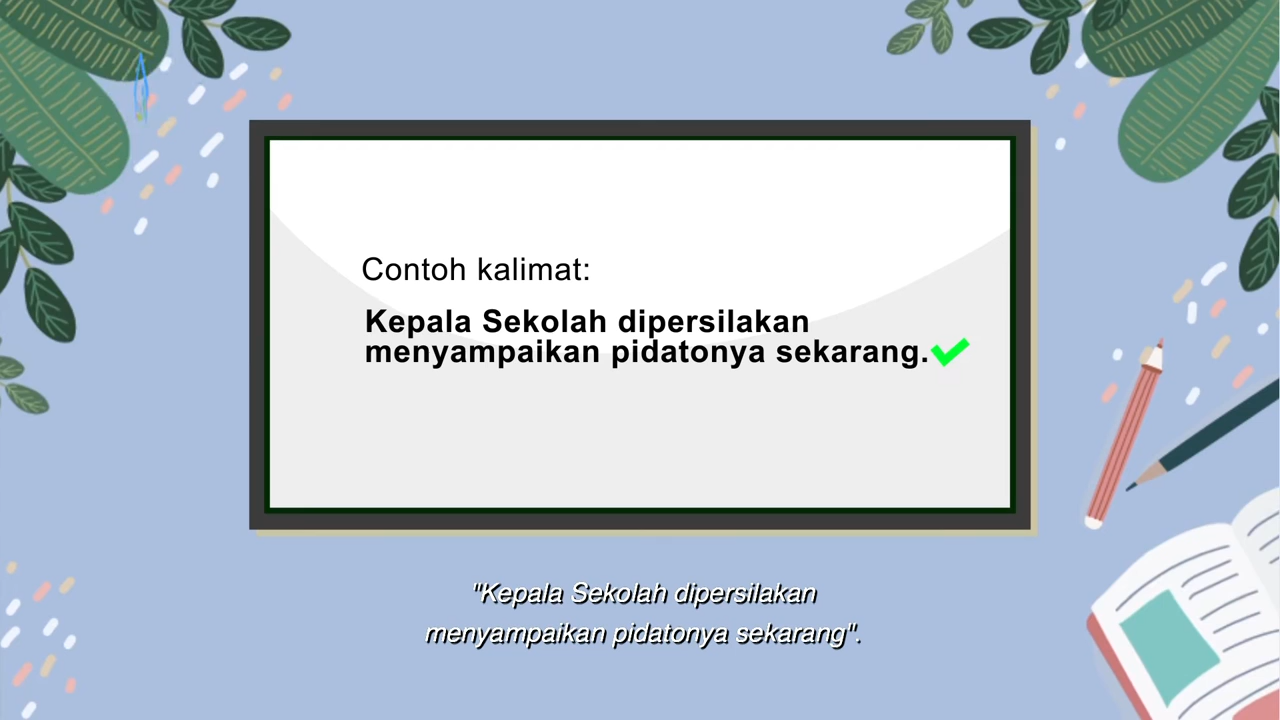 Contoh kalimat:
Kepala Sekolah dipersilakan
menyampaikan pidatonya sekarang.
"Kepala Sekolah dipersilakan
menyampaikan pidatonya sekarang".